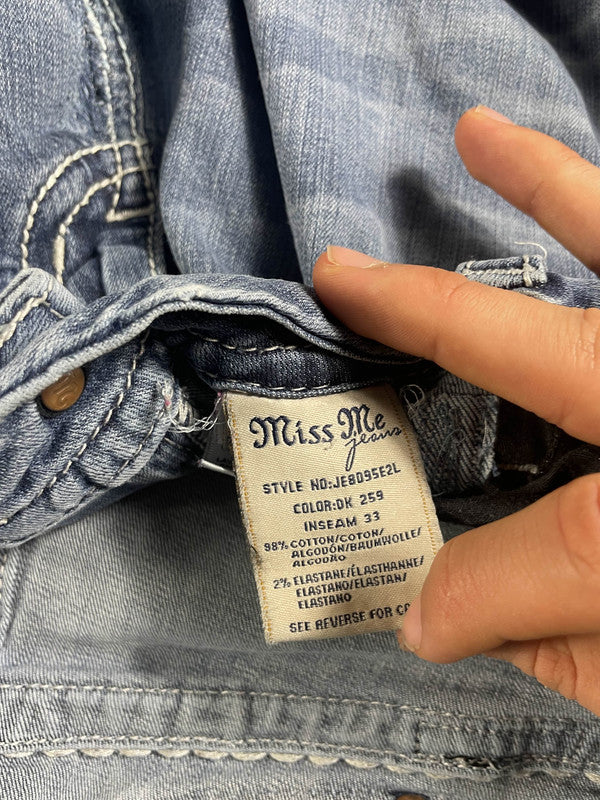 Miss Me
jeans
STYLE NO:JE8095E2L
COLOR:DK 259
INSEAM 33
98% COTTON/COTON/
ALGODÓN/BAUMWOLLE/
ALGODÃO
2% ELASTANE/ÉLASTHANNE/
ELASTANO/ELASTAN/
ELASTANO
SEE REVERSE FOR